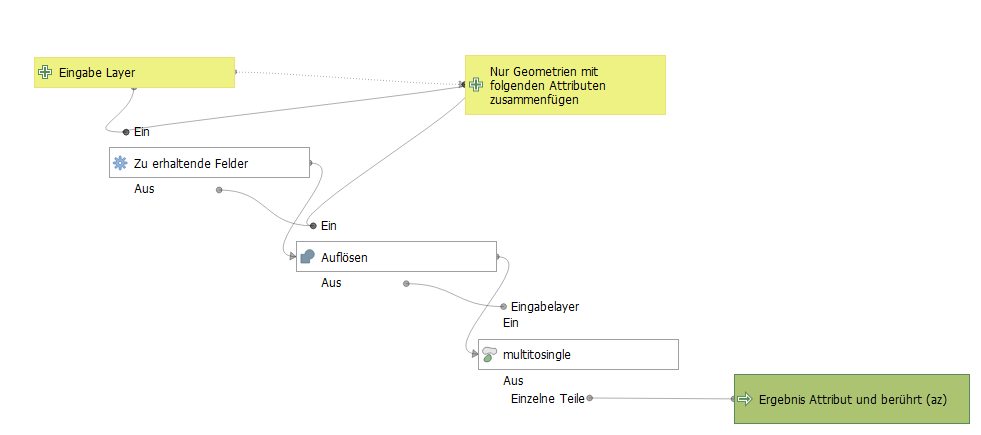 Eingabe Layer
Nur Geometrien mit
folgenden Attributen
zusammenfügen
Ein
Zu erhaltende Felder
Aus
Ein
Auflösen
Aus
Eingabelayer
Ein
multitosingle
Aus
Einzelne Teile
Ergebnis Attribut und berührt (az)